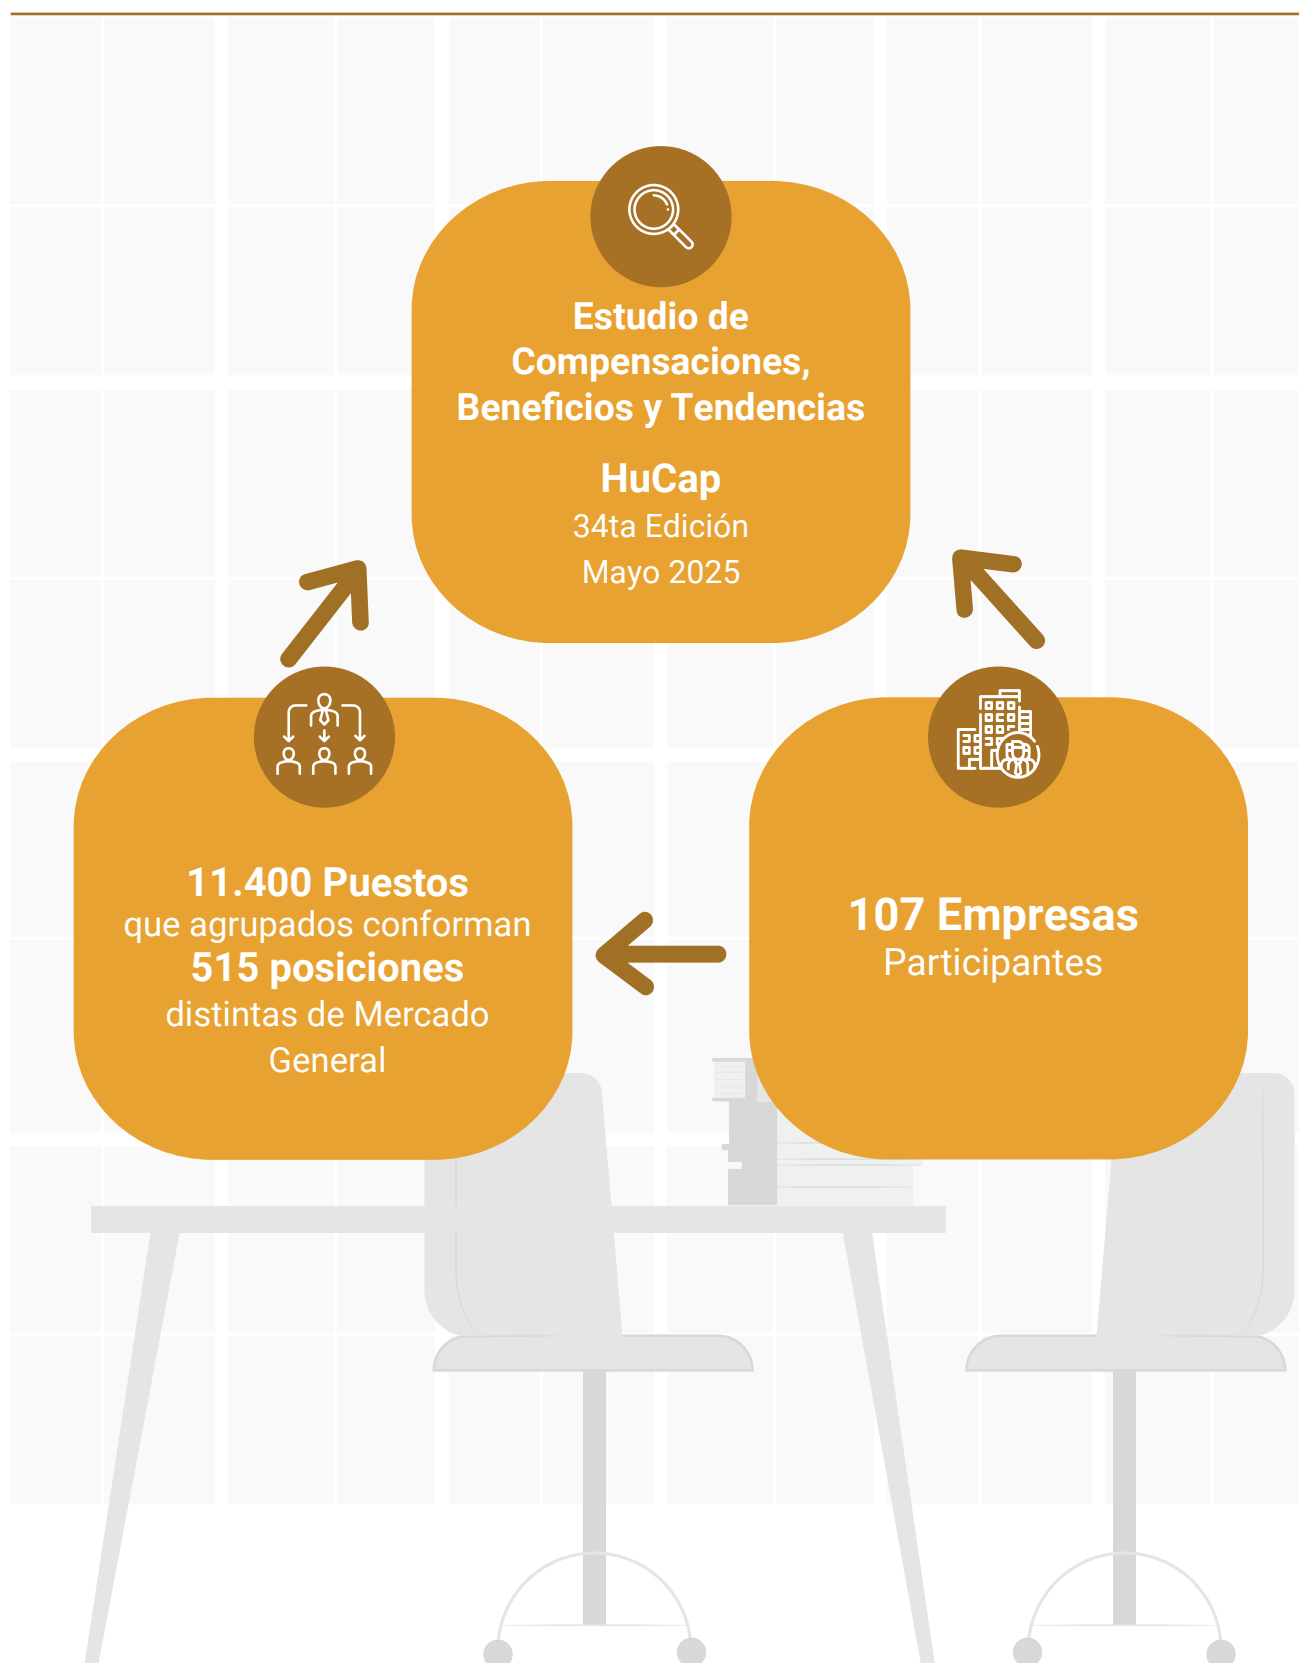 Estudio de
Compensaciones,
Beneficios y Tendencias
HuCap
34ta Edición
Mayo 2025
11.400 Puestos
que agrupados conforman
515 posiciones
distintas de Mercado
General
107 Empresas
Participantes